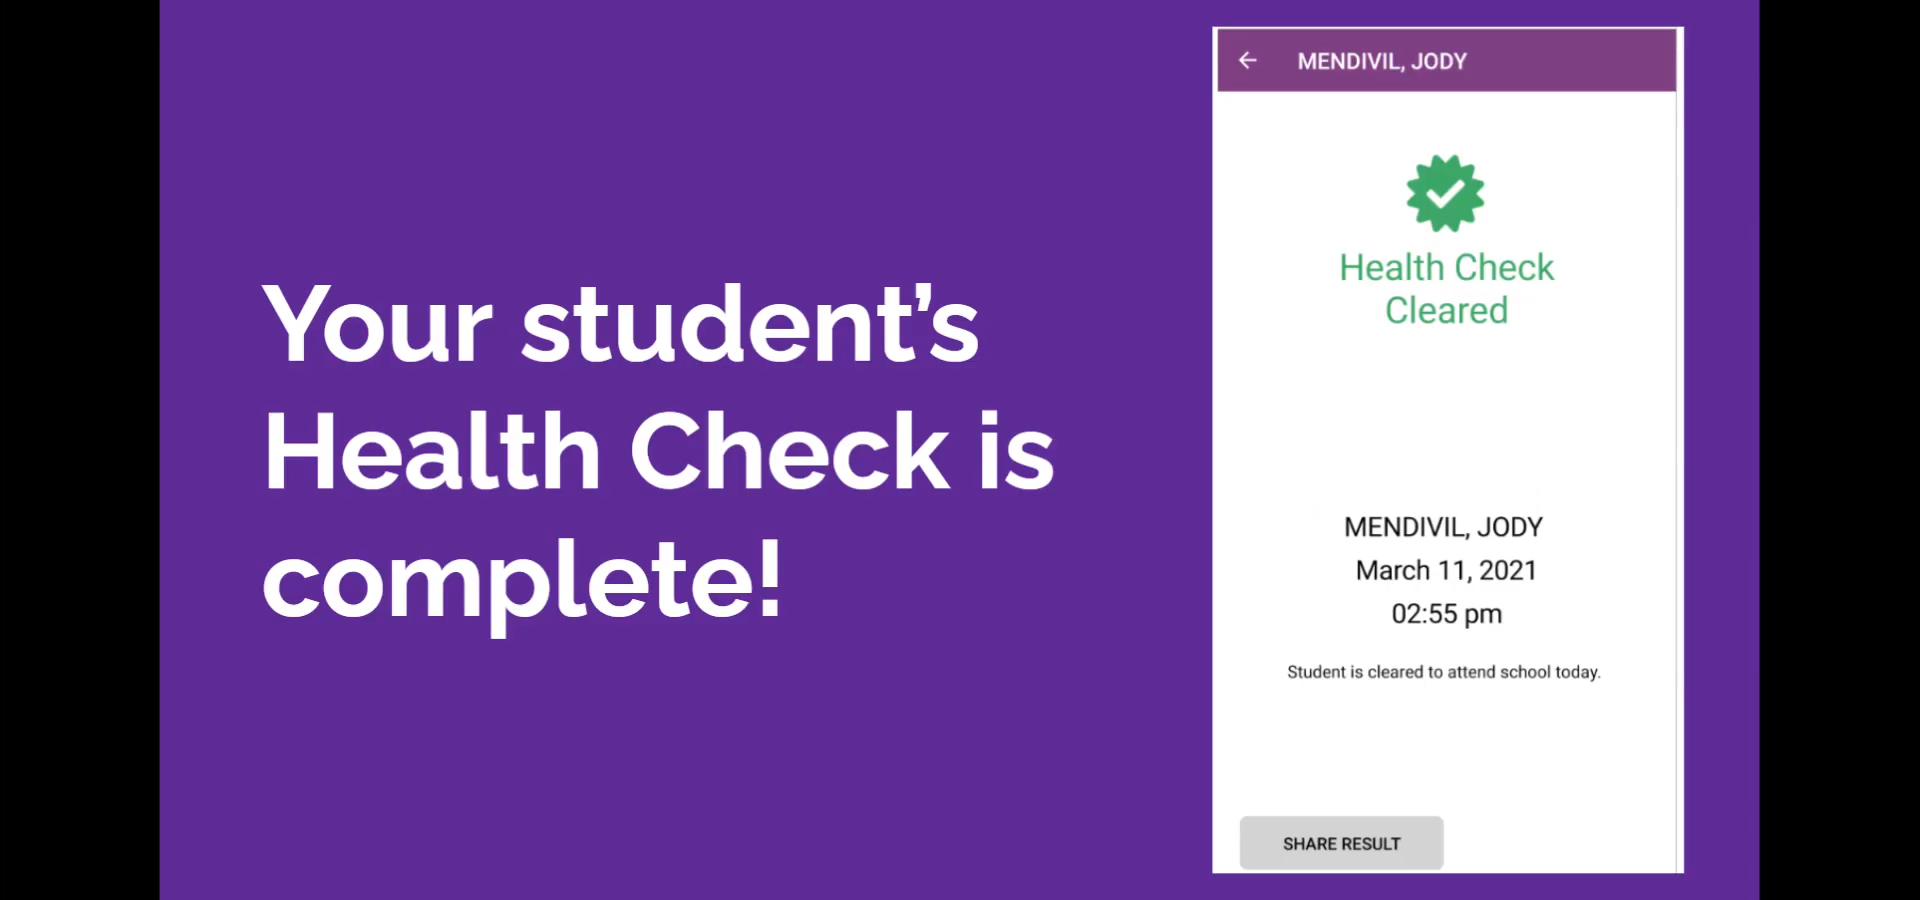 Your student’s
Health Check is
complete!
MENDIVIL, JODY
Health Check
Cleared
MENDIVIL, JODY
March 11, 2021
02:55 pm
Student is cleared to attend school today.
SHARE RESULT